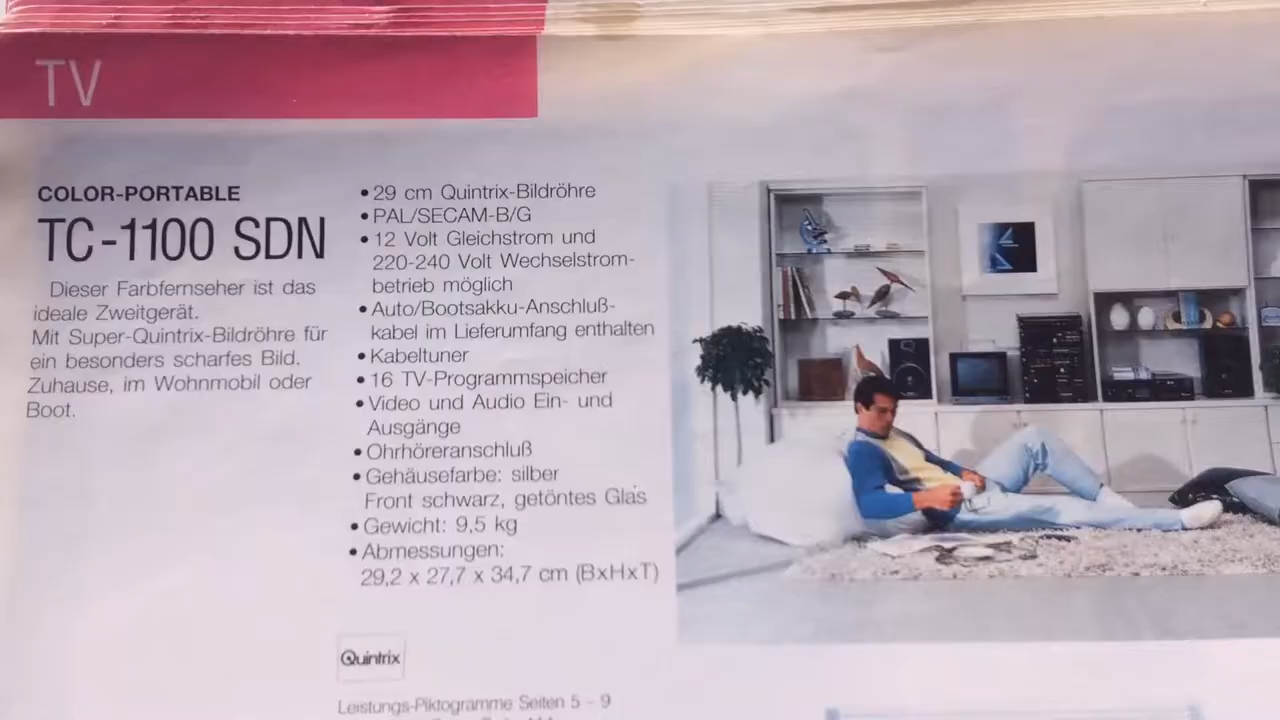 TV
COLOR-PORTABLE
TC-1100 SDN
Dieser Farbfernseher ist das
ideale Zweitgerät.
Mit Super-Quintrix-Bildröhre für
ein besonders scharfes Bild.
Zuhause, im Wohnmobil oder
Boot.
• 29 cm Quintrix-Bildröhre
• PAL/SECAM-B/G
• 12 Volt Gleichstrom und
220-240 Volt Wechselstrom-
betrieb möglich
• Auto/Bootsakku-Anschluß-
kabel im Lieferumfang enthalten
• Kabeltuner
• 16 TV-Programmspeicher
• Video und Audio Ein- und
Ausgänge
• Ohrhöreranschluß
• Gehäusefarbe: silber
Front schwarz, getöntes Glas
• Gewicht: 9,5 kg
• Abmessungen:
29,2 x 27,7 x 34,7 cm (BxHxT)
Quintrix
Leistungs-Piktogramme Seiten 5 - 9